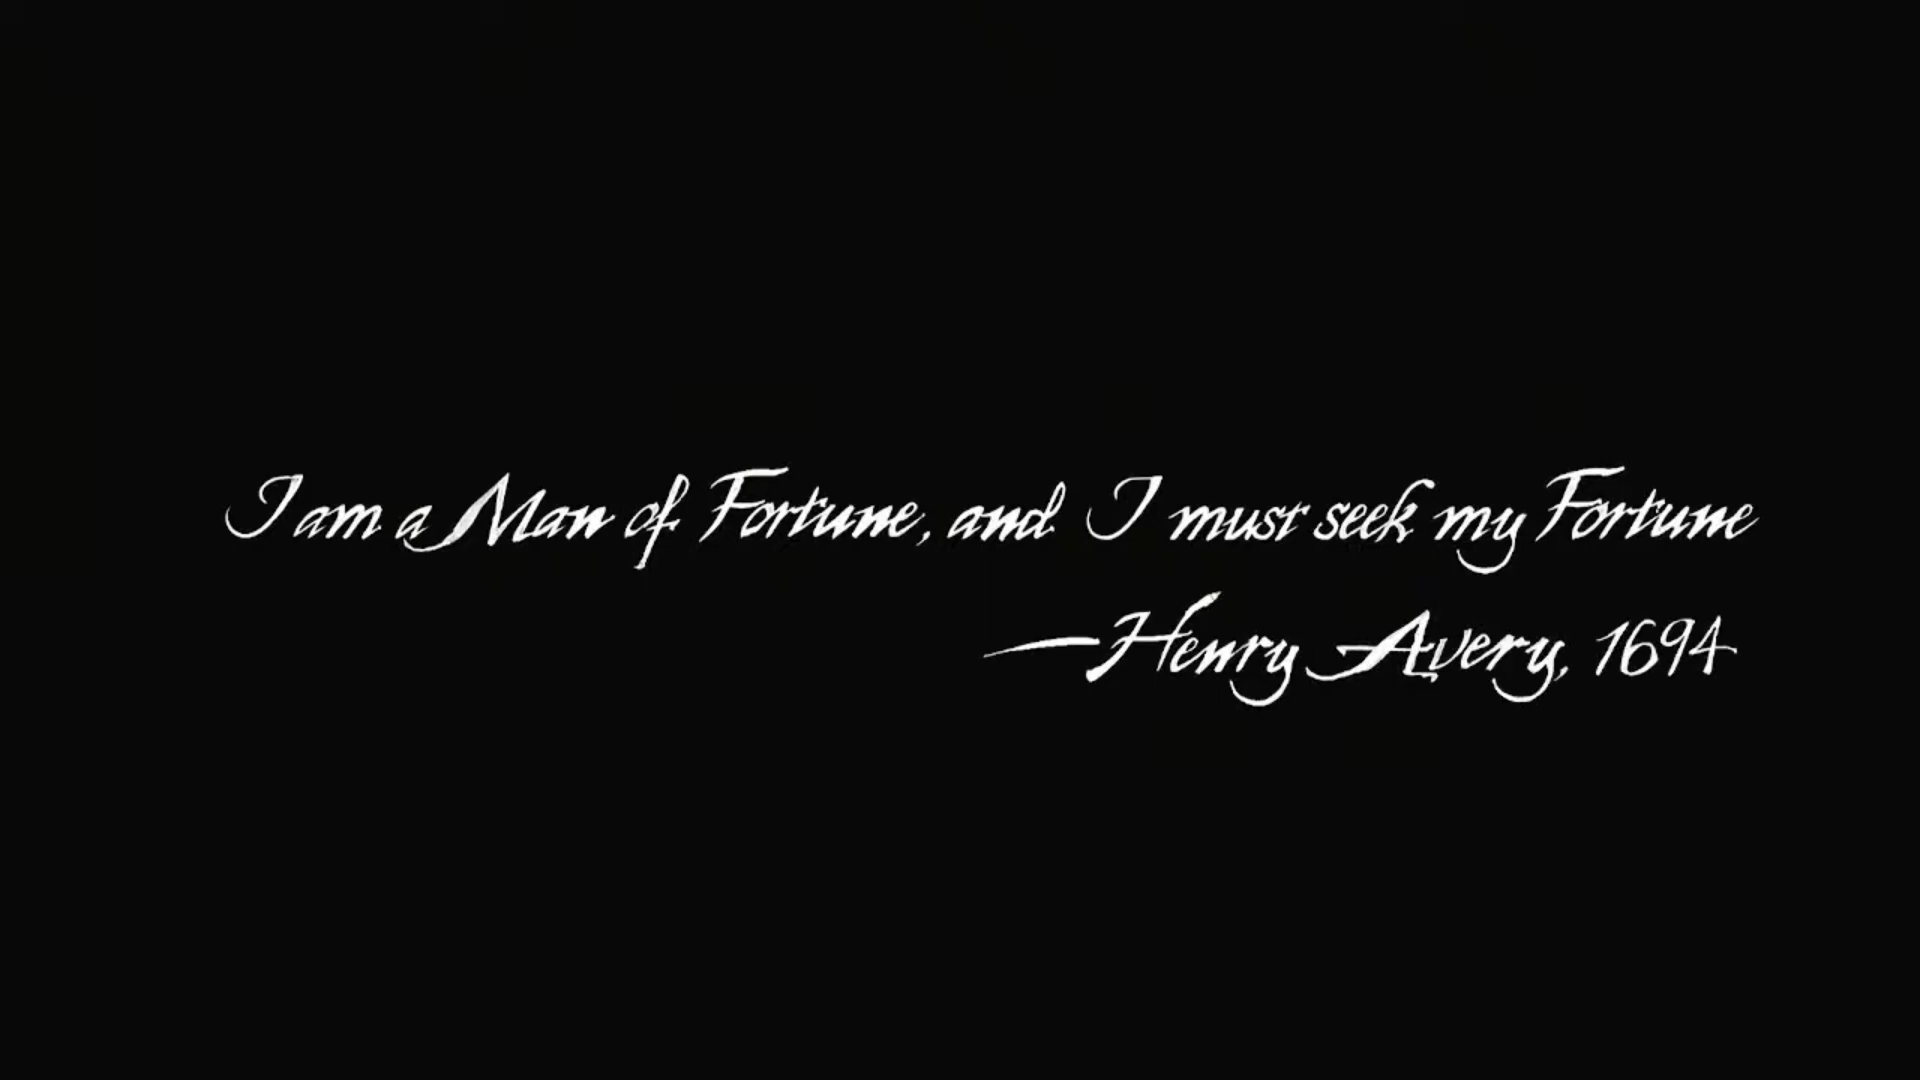 I am a Man of Fortune, and I must seek my Fortune
—Henry Avery, 1694